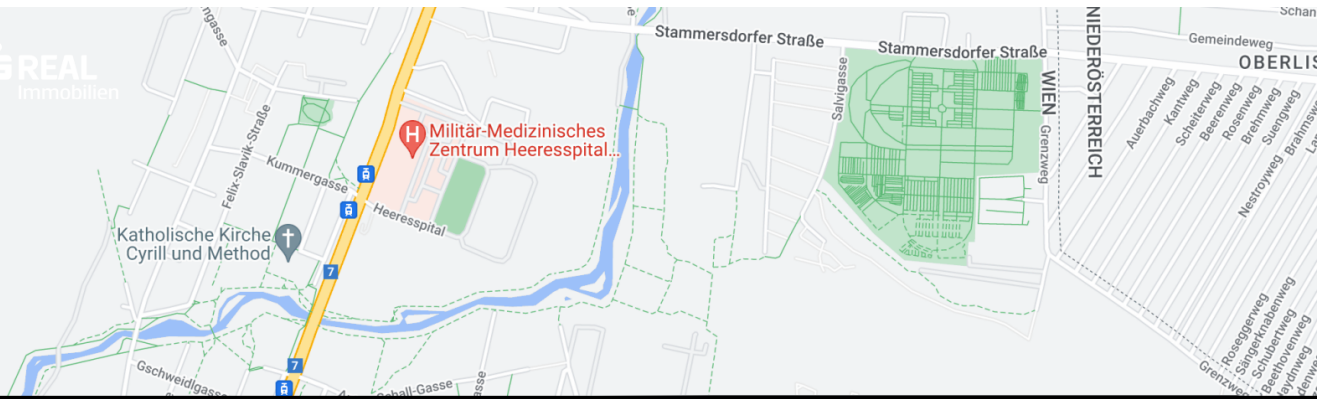 REAL
Immobilien
Stammersdorfer Straße
Stammersdorfer Straße
Gemeindeweg
OBERLIS
NIEDERÖSTERREICH
WIEN
Grenzweg
Salvigasse
Auerbachweg
Kantweg
Scheiterweg
Beerenweg
Rosenweg
Brehmweg
Suengweg
Brahmsweg
Nestroyweg
Felix-Slavik-Straße
Kummergasse
H
Militär-Medizinisches
Zentrum Heeresspital...
Heeresspital
Katholische Kirche
Cyrill und Method
7
7
Gschweidlgasse
Schall-Gasse
Roseggerweg
Sängerknabenweg
Schubertweg
Beethovenweg
Haydnweg
Grenzweg